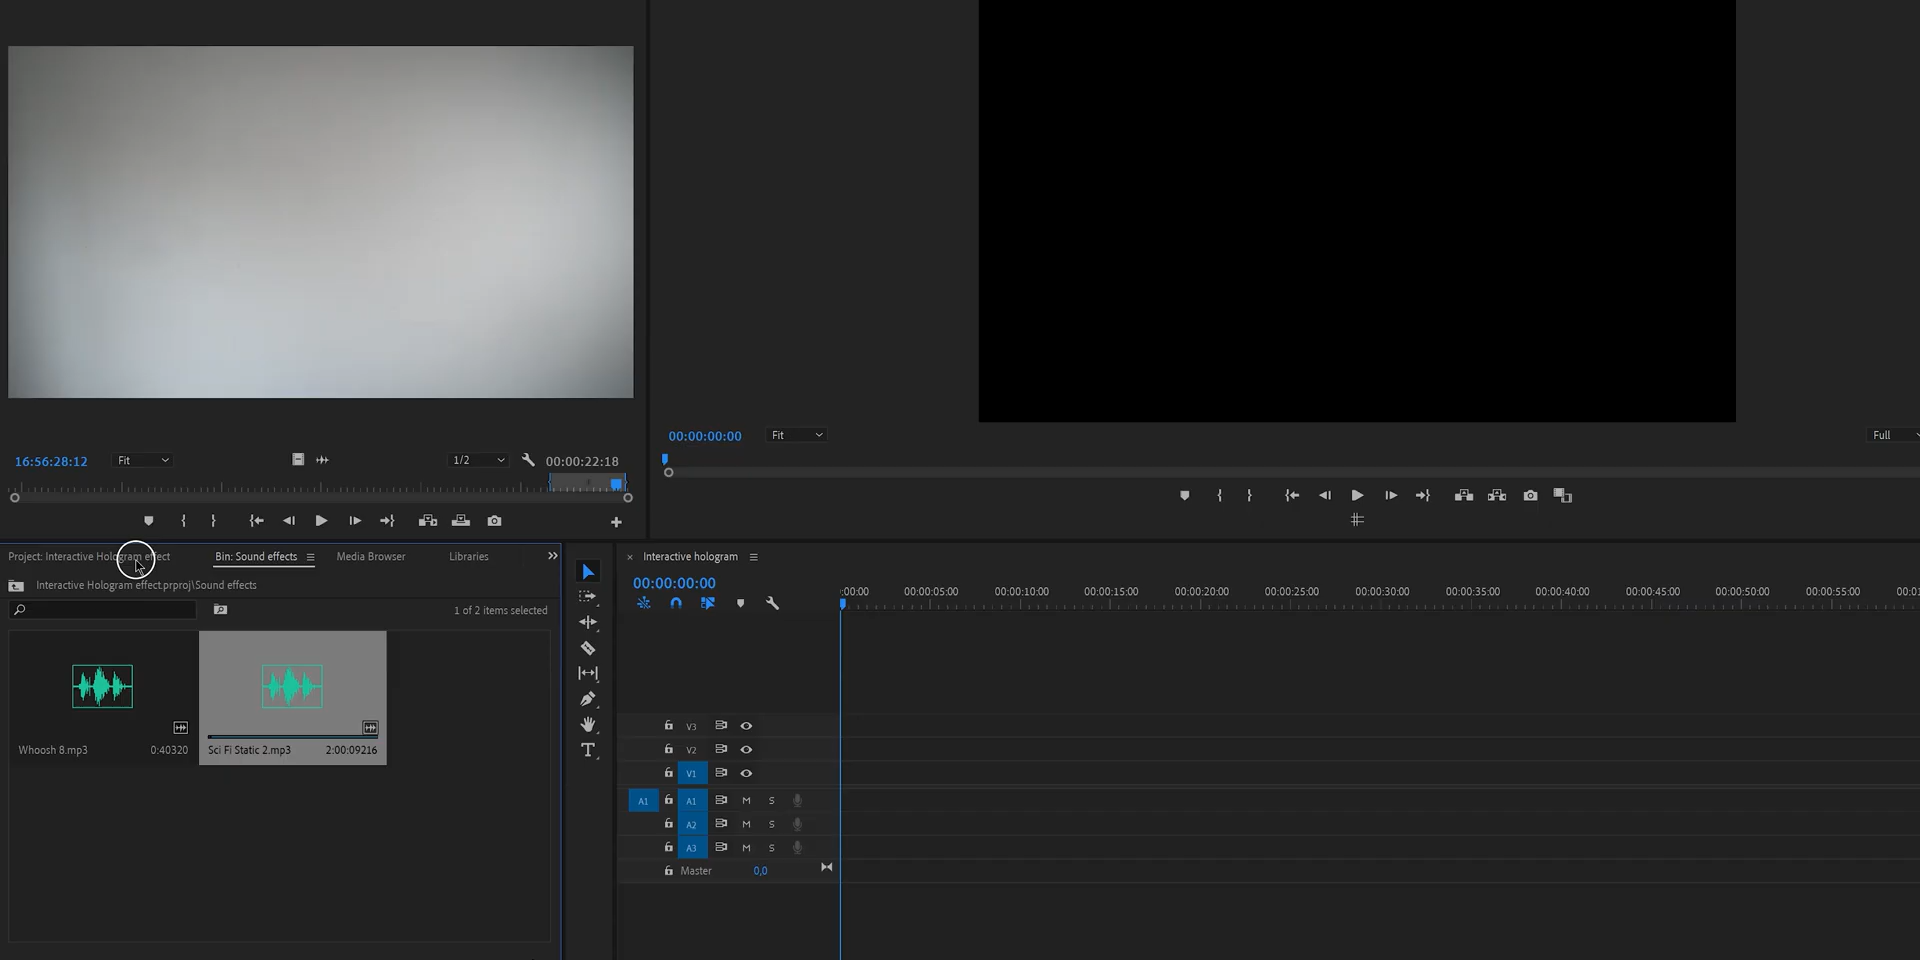 00:00:00:00 Fit Full
16:56:28:12 Fit 1/2 00:00:22:18
Project: Interactive Hologram effect Bin: Sound effects Media Browser Libraries
Interactive Hologram effect.prproj\Sound effects
1 of 2 items selected
Whoosh 8.mp3 0:40320
Sci Fi Static 2.mp3 2:00:09216
Interactive hologram
00:00:00:00
:00:00 00:00:05:00 00:00:10:00 00:00:15:00 00:00:20:00 00:00:25:00 00:00:30:00 00:00:35:00 00:00:40:00 00:00:45:00 00:00:50:00 00:00:55:00 00:01
V3
V2
V1
A1 A1 M S
A2 M S
A3 M S
Master 0,0
T